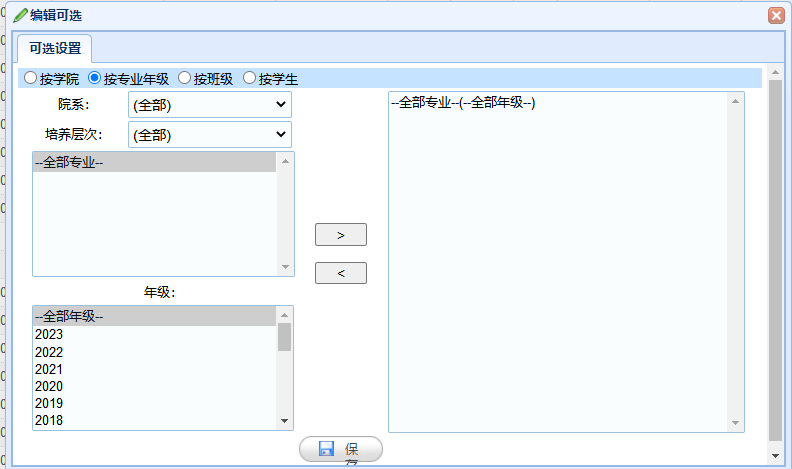 编辑可选
可选设置
按学院 按专业年级 按班级 按学生
院系: (全部)
培养层次: (全部)
--全部专业--
年级:
--全部年级--
2023
2022
2021
2020
2019
2018
>
<
--全部专业--(--全部年级--)
保
存